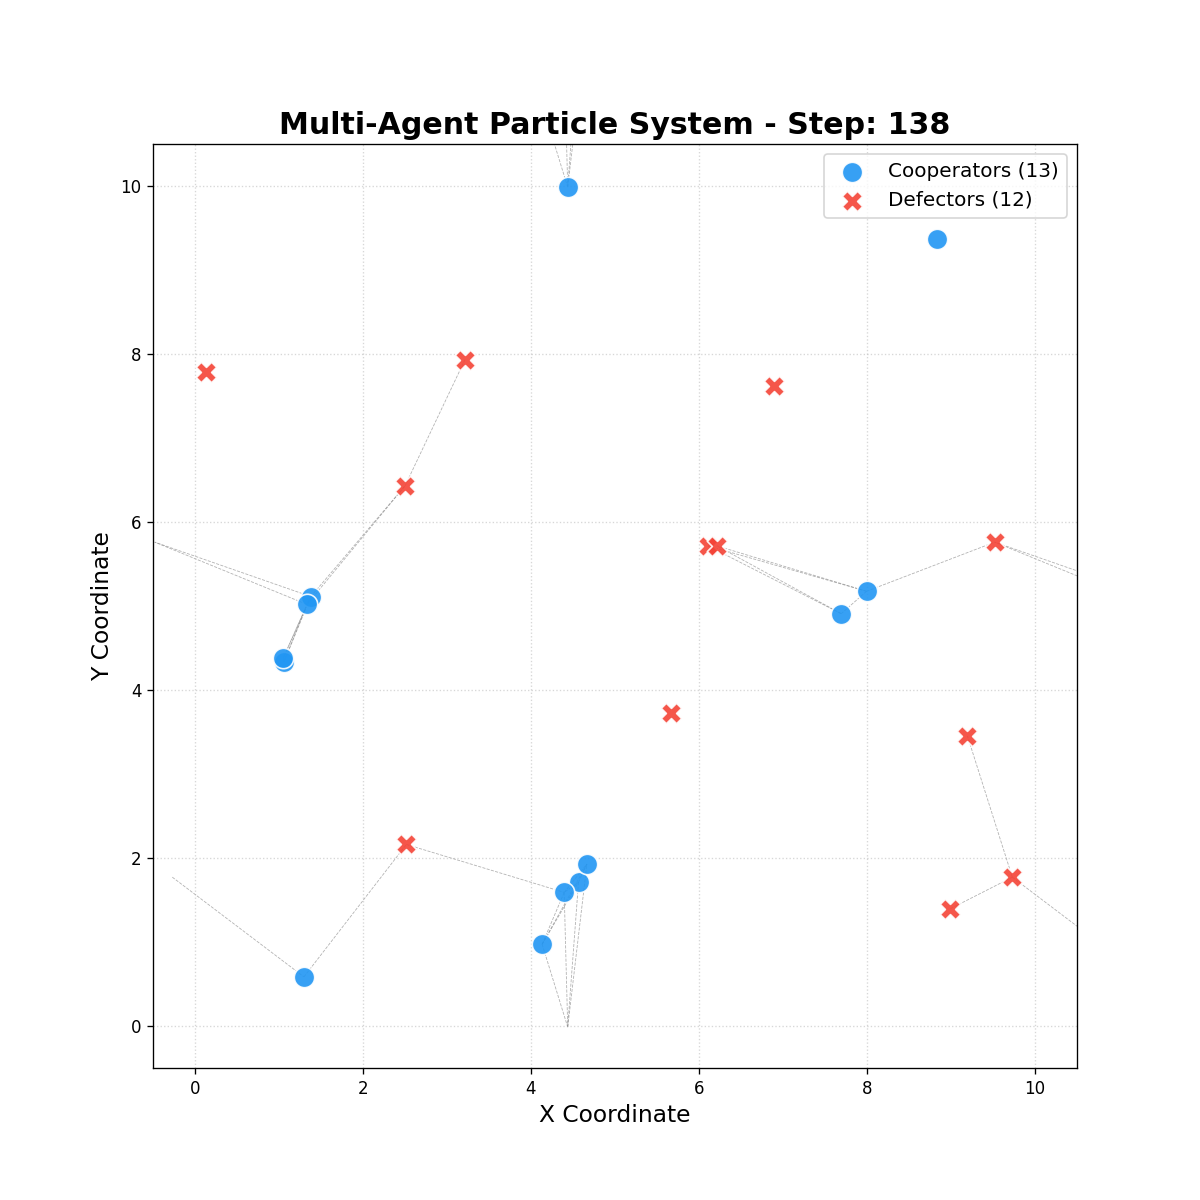 Multi-Agent Particle System - Step: 138
Cooperators (13)
Defectors (12)
10
8
6
4
2
0
Y Coordinate
0 2 4 6 8 10
X Coordinate